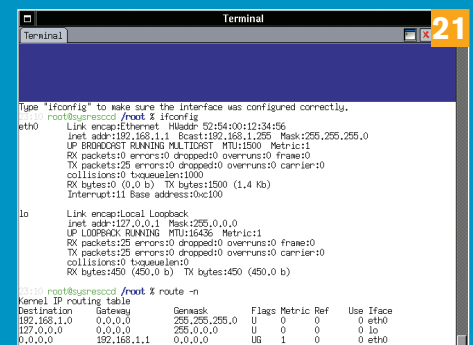 Terminal
21
Terminal
X
Type "ifconfig" to make sure the interface was configured correctly.
23:10 root@sysresccd /root % ifconfig
eth0 Link encap:Ethernet HWaddr 52:54:00:12:34:56
inet addr:192.168.1.1 Bcast:192.168.1.255 Mask:255.255.255.0
UP BROADCAST RUNNING MULTICAST MTU:1500 Metric:1
RX packets:0 errors:0 dropped:0 overruns:0 frame:0
TX packets:25 errors:0 dropped:0 overruns:0 carrier:0
collisions:0 txqueuelen:1000
RX bytes:0 (0.0 b) TX bytes:1500 (1.4 Kb)
Interrupt:11 Base address:0xc100
lo Link encap:Local Loopback
inet addr:127.0.0.1 Mask:255.0.0.0
UP LOOPBACK RUNNING MTU:16436 Metric:1
RX packets:25 errors:0 dropped:0 overruns:0 frame:0
TX packets:25 errors:0 dropped:0 overruns:0 carrier:0
collisions:0 txqueuelen:0
RX bytes:450 (450.0 b) TX bytes:450 (450.0 b)
23:11 root@sysresccd /root % route -n
Kernel IP routing table
Destination Gateway Genmask Flags Metric Ref Use Iface
192.168.1.0 0.0.0.0 255.255.255.0 U 0 0 0 eth0
127.0.0.0 0.0.0.0 255.0.0.0 U 0 0 0 lo
0.0.0.0 192.168.1.1 0.0.0.0 UG 1 0 0 eth0